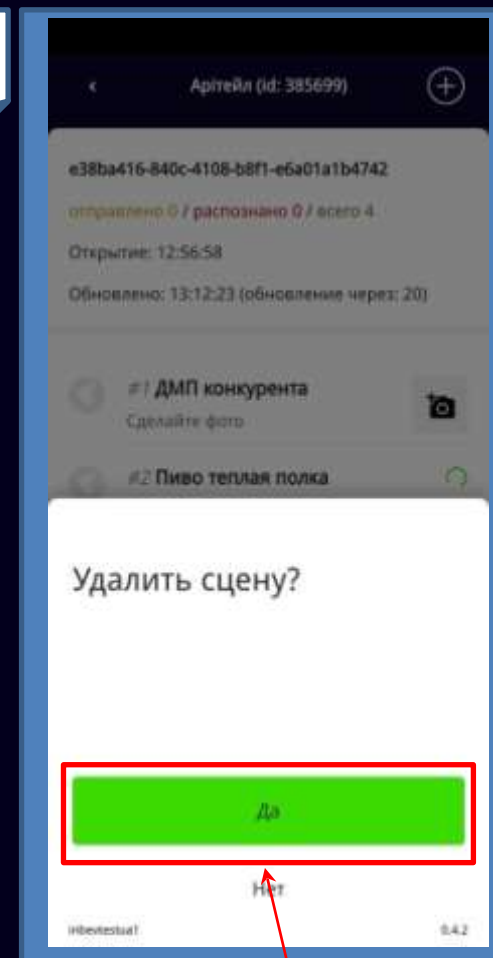 Арітейл (id: 385699)
e38ba416-840c-4108-b8f1-e6a01a1b4742
отправлено 0 / распознано 0 / всего 4
Открытие: 12:56:58
Обновлено: 13:12:23 (обновление через: 20)
#1 ДМП конкурента
Сделайте фото
#2 Пиво теплая полка
Удалить сцену?
Да
Нет
inbevtestua1 0.4.2